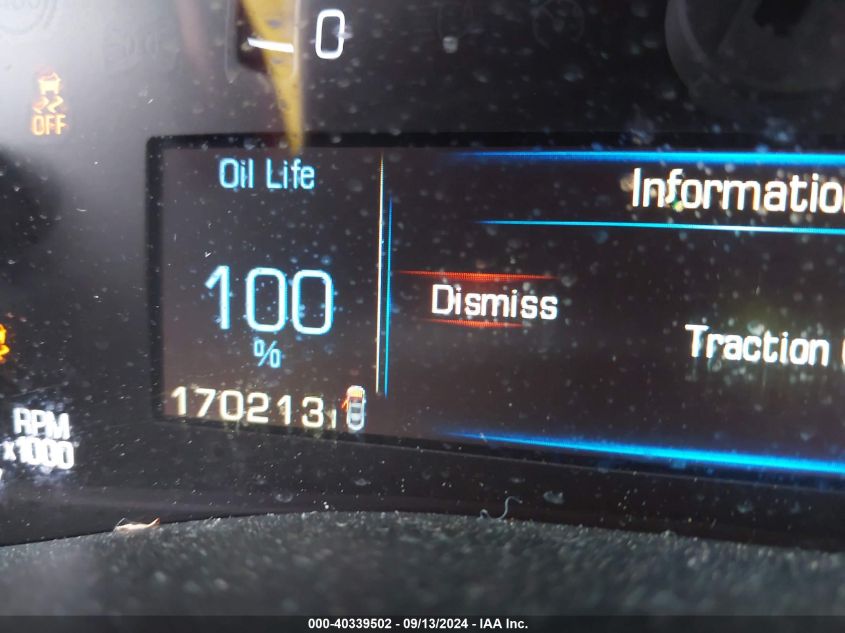 0
OFF
Oil Life
Information
100
Dismiss
%
Traction
170213
RPM
x1000
000-40339502 - 09/13/2024 - IAA Inc.